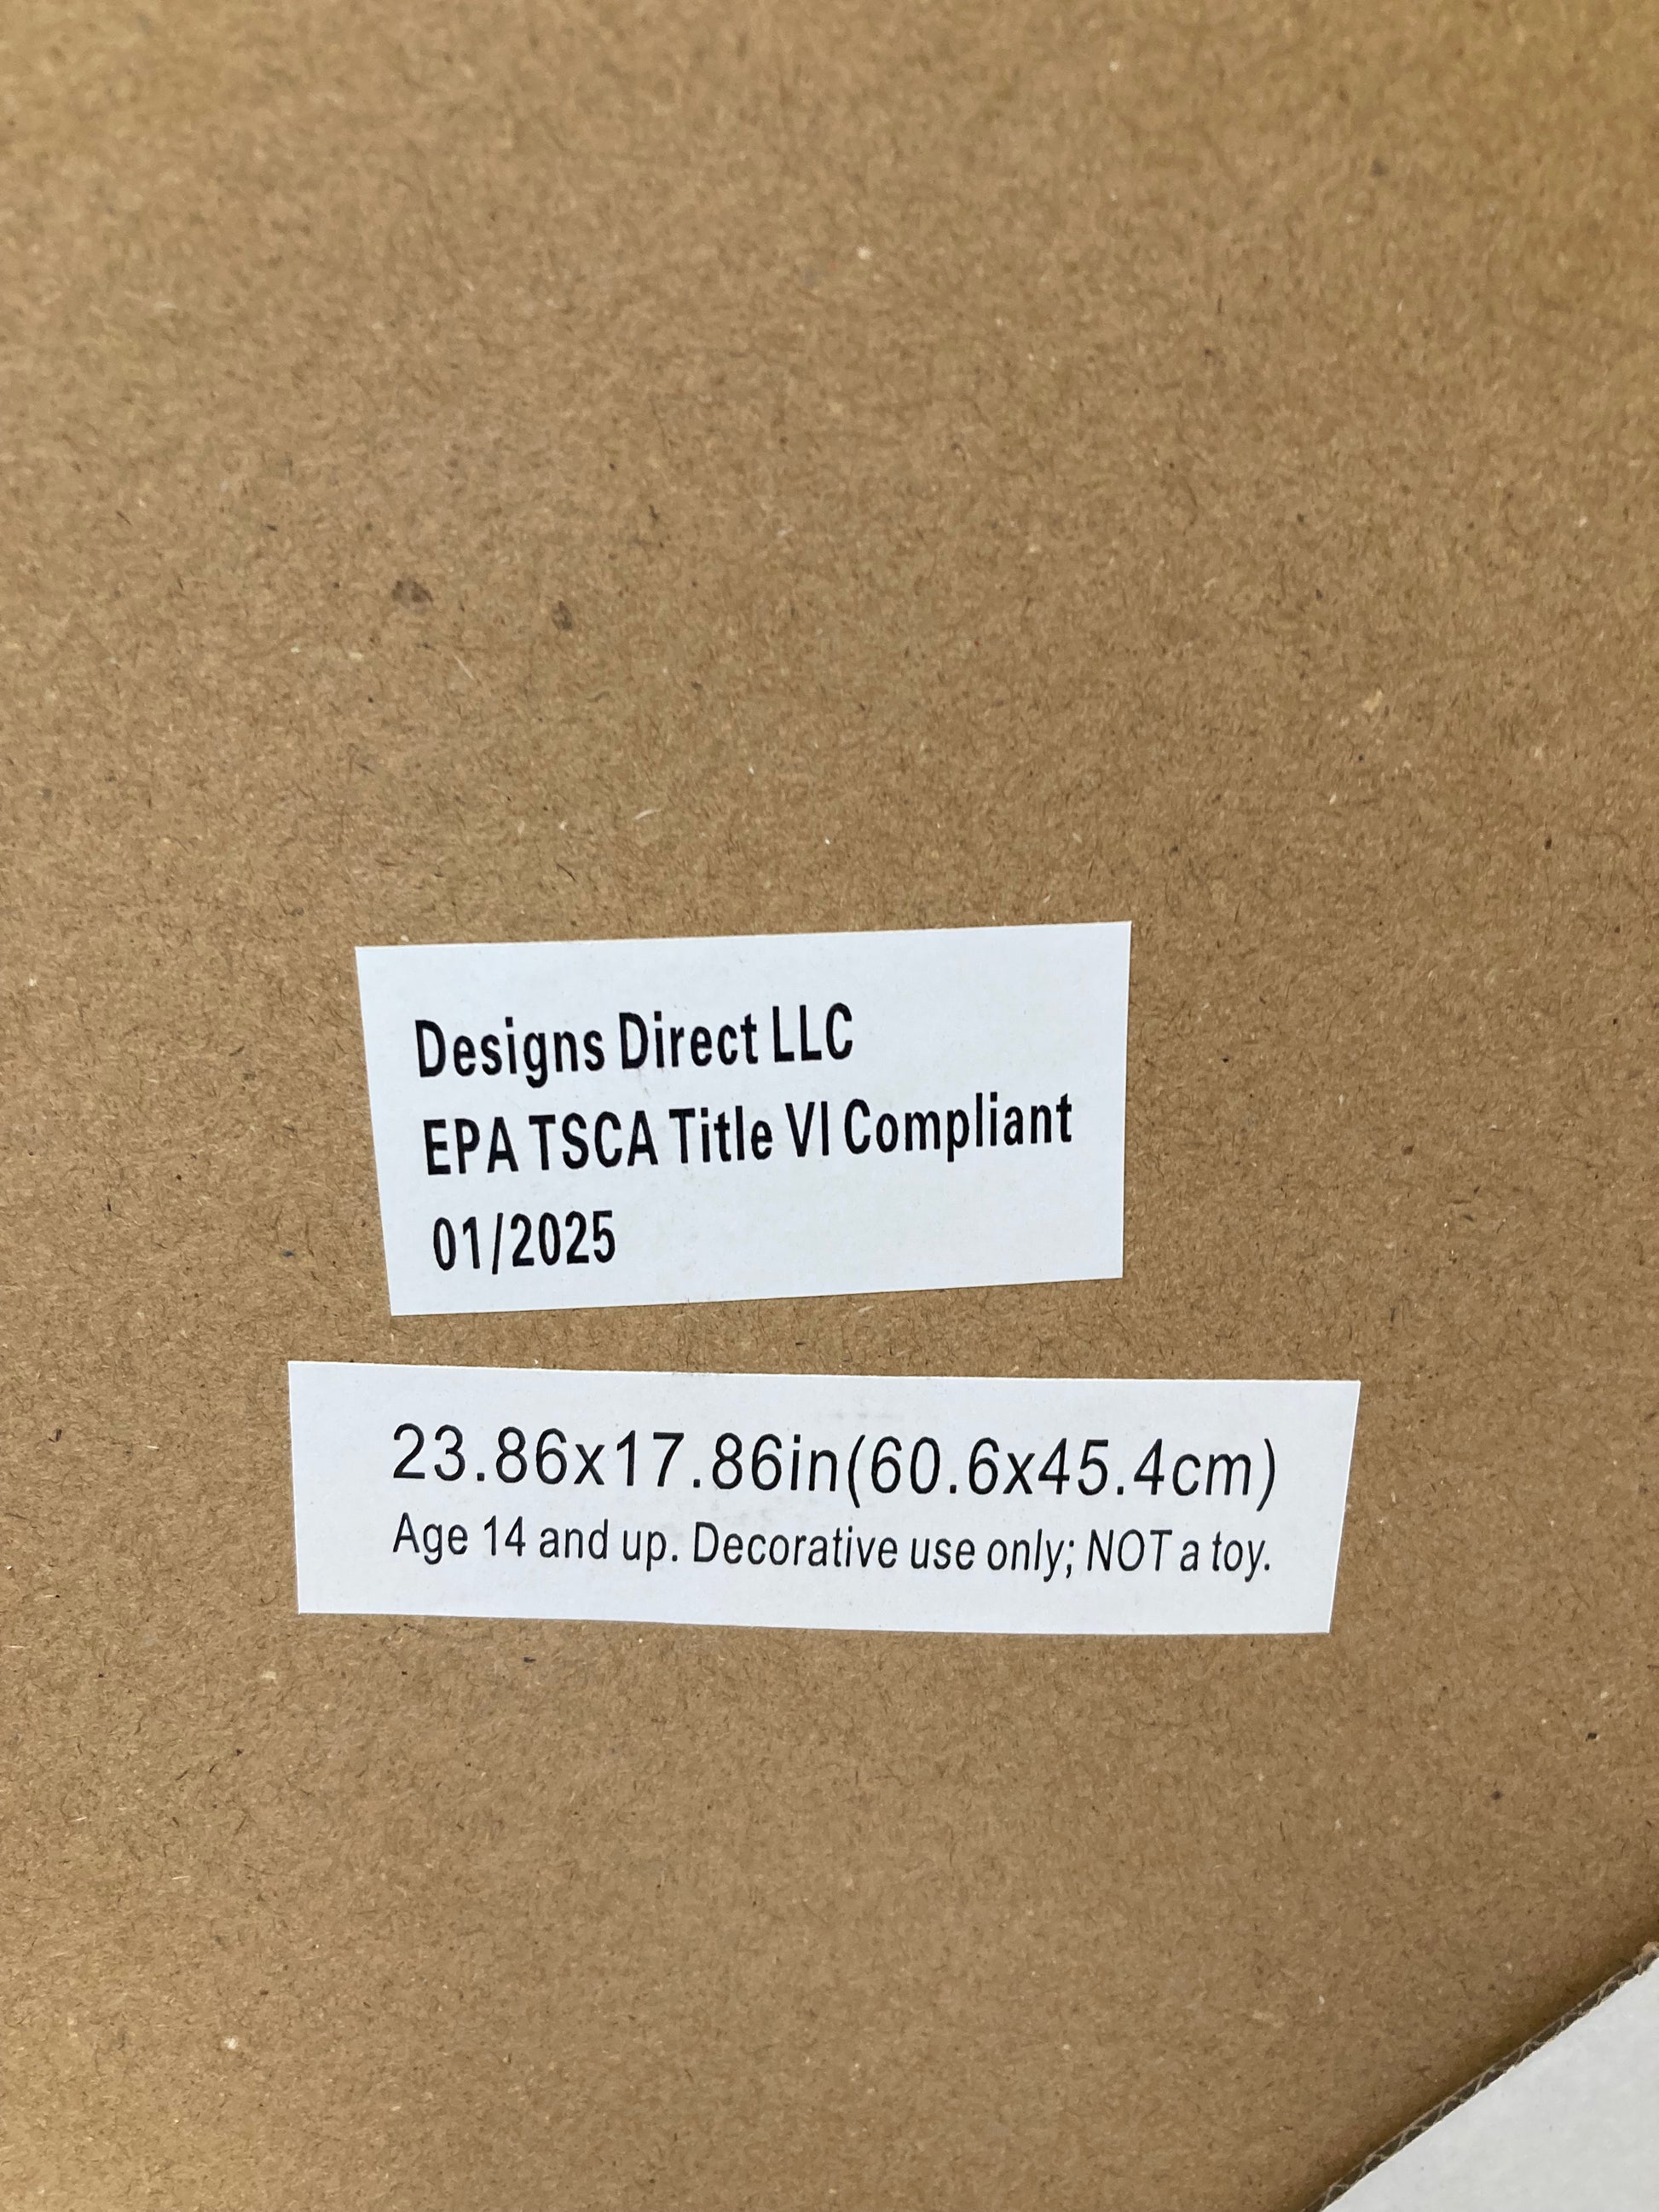 Designs Direct LLC
EPA TSCA Title VI Compliant
01/2025
23.86x17.86in(60.6x45.4cm)
Age 14 and up. Decorative use only; NOT a toy.